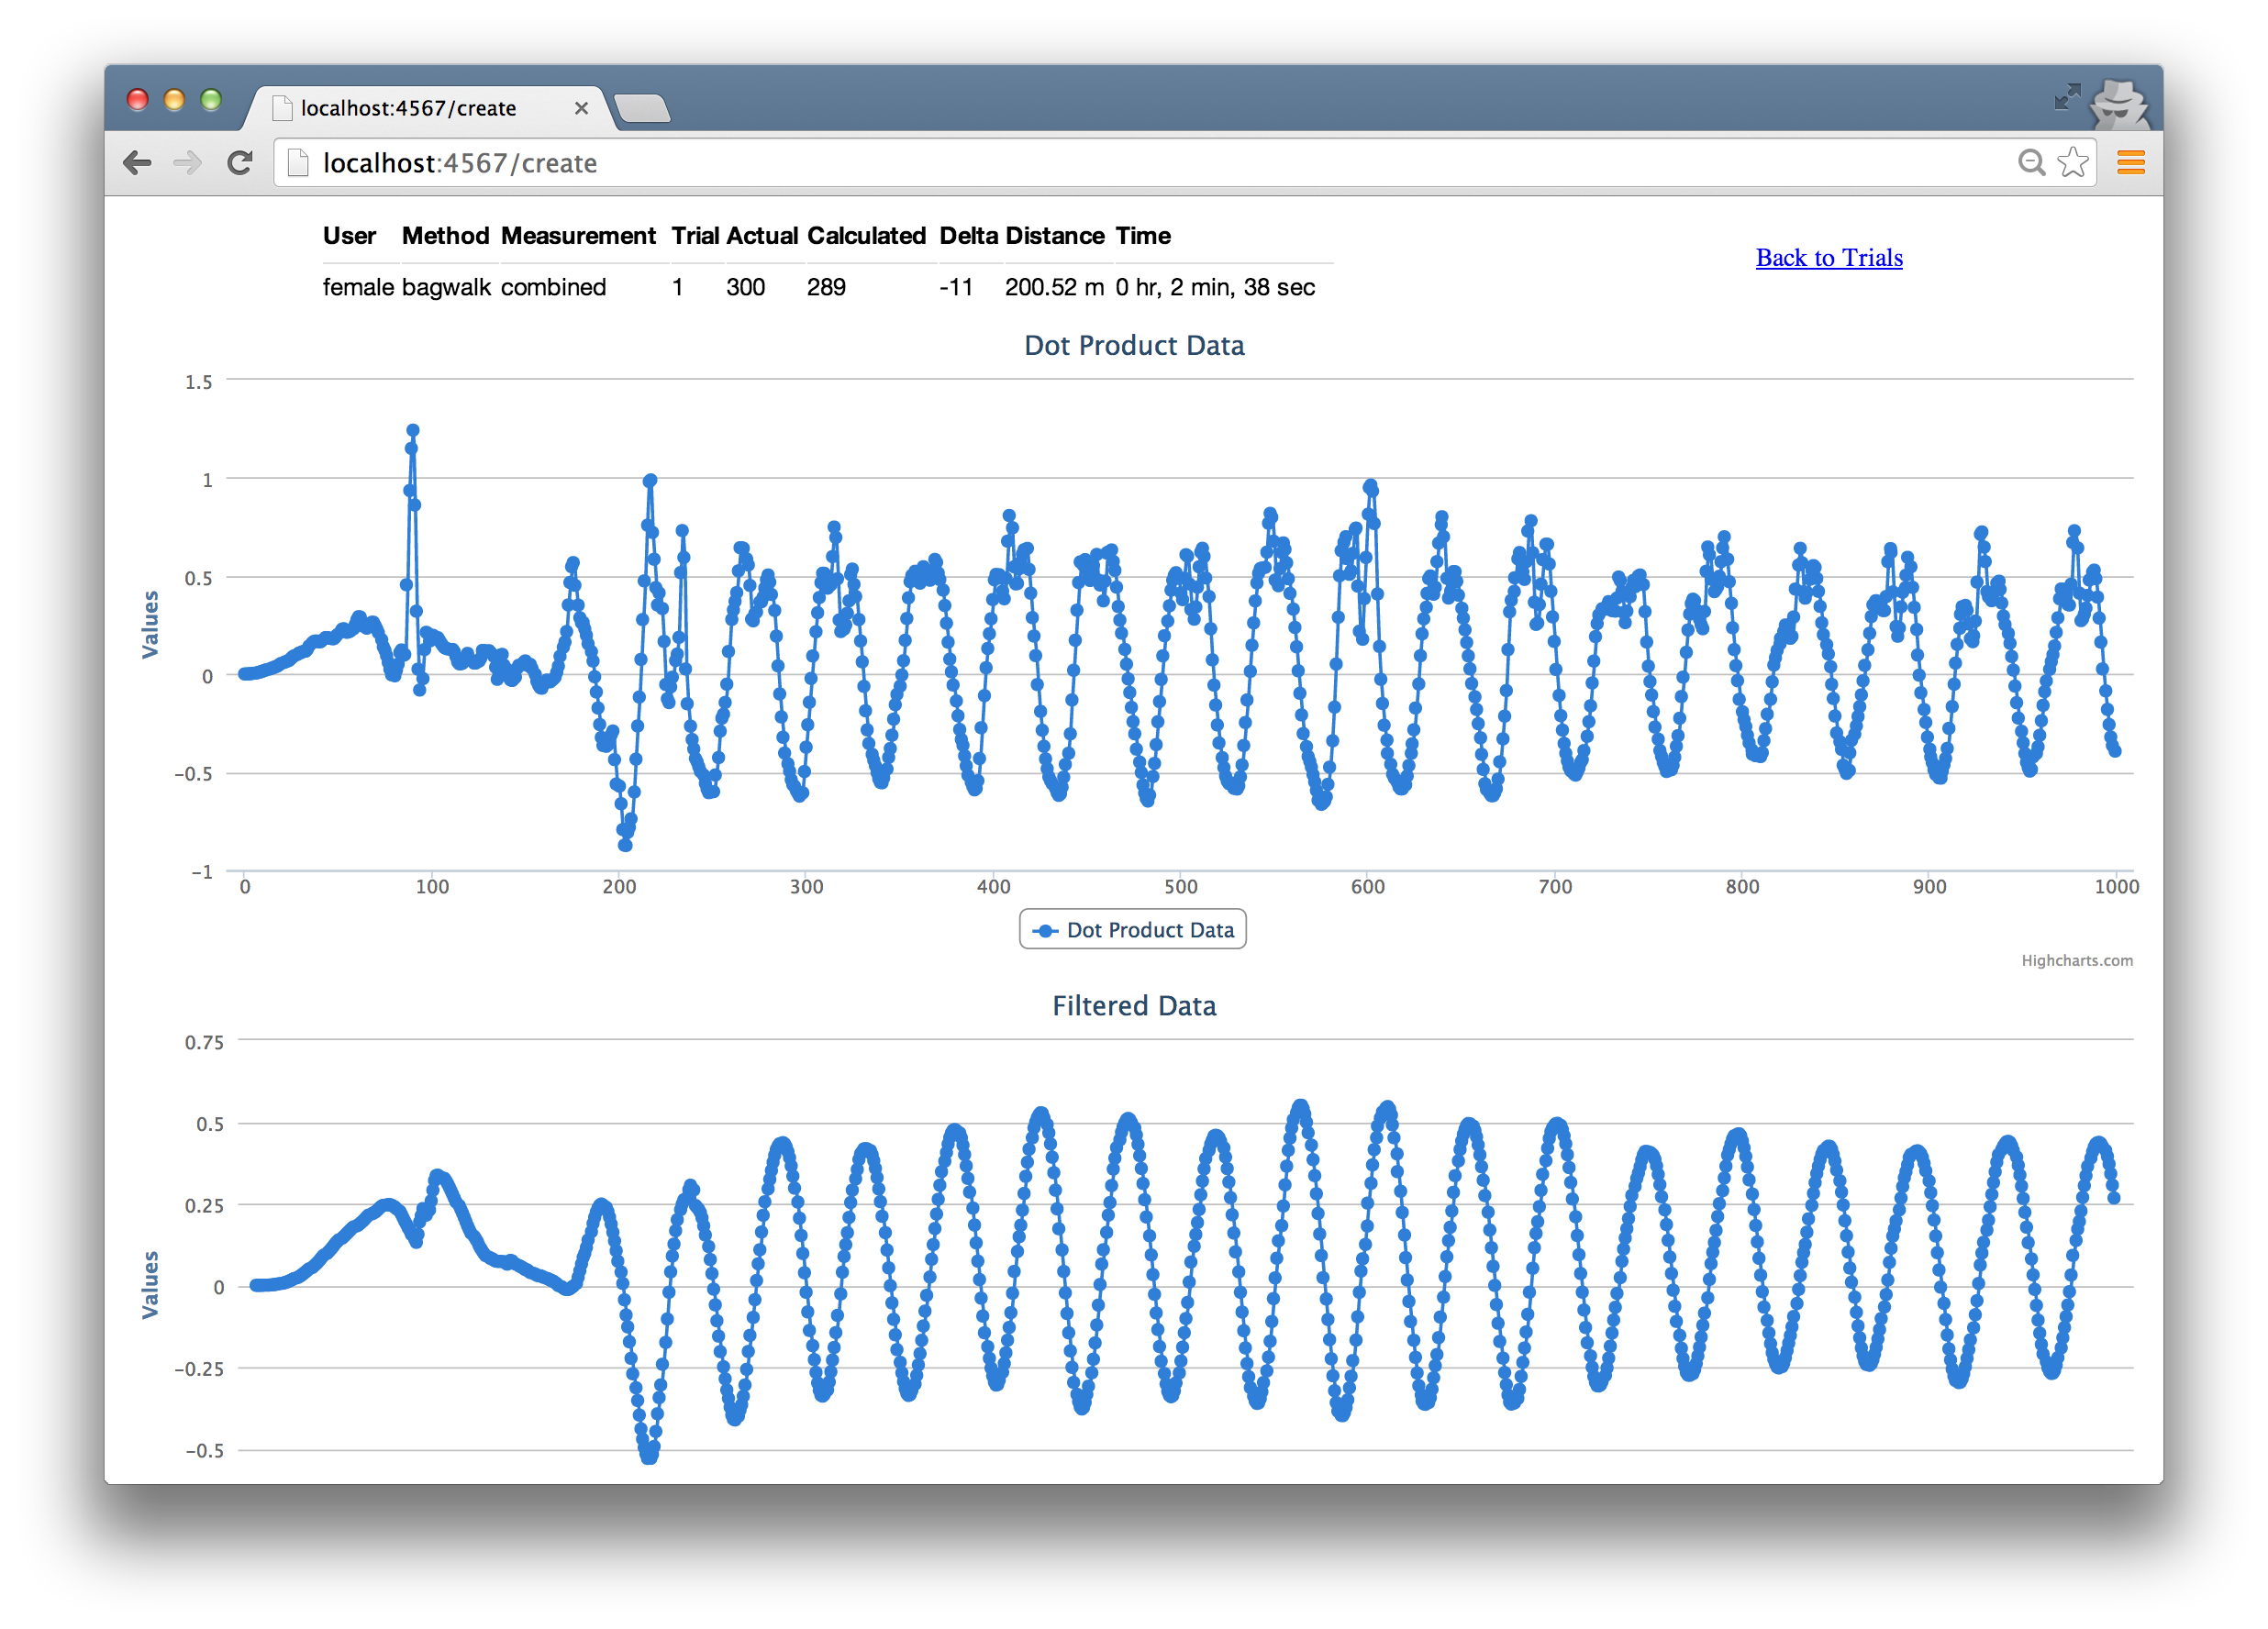 localhost:4567/create
localhost:4567/create
User Method Measurement Trial Actual Calculated Delta Distance Time
female bagwalk combined 1 300 289 -11 200.52 m 0 hr, 2 min, 38 sec
Back to Trials
Dot Product Data
1.5
1
0.5
0
−0.5
−1
Values
0 100 200 300 400 500 600 700 800 900 1000
Dot Product Data
Highcharts.com
Filtered Data
0.75
0.5
0.25
0
−0.25
−0.5
Values